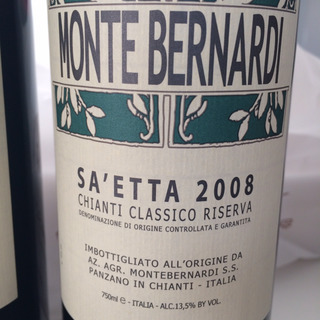 MONTE BERNARDI
SA'ETTA 2008
CHIANTI CLASSICO RISERVA
DENOMINAZIONE DI ORIGINE CONTROLLATA E GARANTITA
IMBOTTIGLIATO ALL'ORIGINE DA
AZ. AGR. MONTEBERNARDI S.S.
PANZANO IN CHIANTI - ITALIA
750ml e - ITALIA - ALC.13,5% BY VOL.